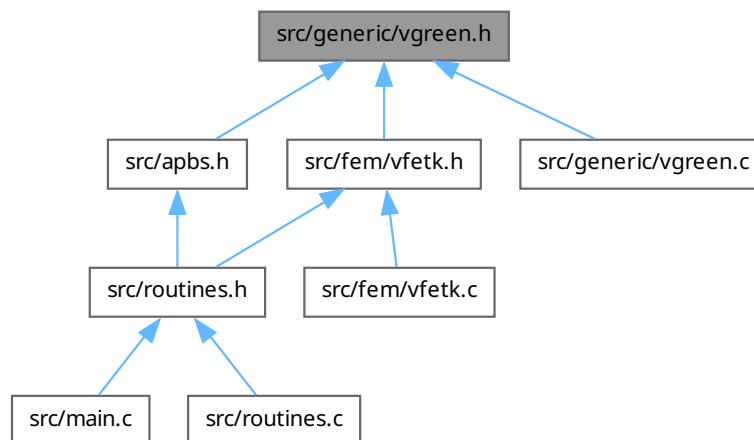 src/generic/vgreen.h
src/apbs.h
src/fem/vfetk.h
src/generic/vgreen.c
src/routines.h
src/fem/vfetk.c
src/main.c
src/routines.c